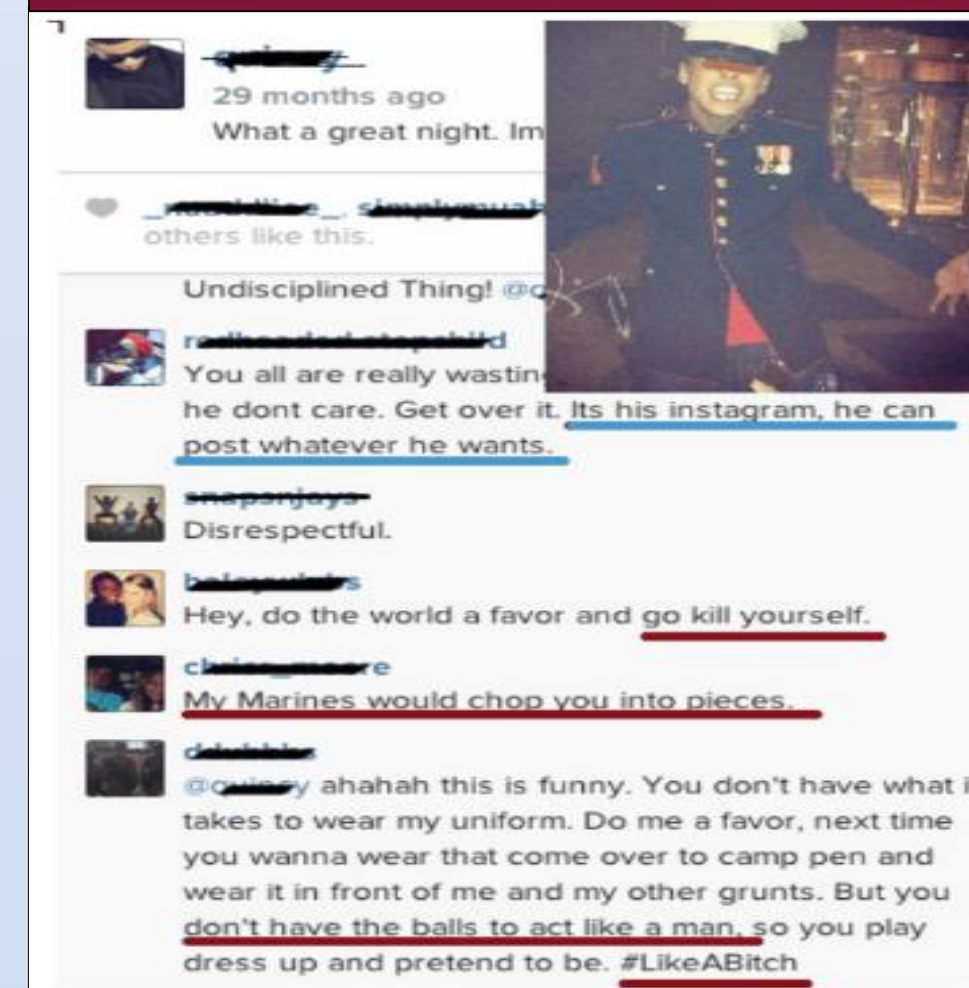 29 months ago
What a great night. Im
others like this.
Undisciplined Thing!
You all are really wastin
he dont care. Get over it. Its his instagram, he can
post whatever he wants.
snapsnjays
Disrespectful.
Hey, do the world a favor and go kill yourself.
My Marines would chop you into pieces.
ahahah this is funny. You don't have what i
takes to wear my uniform. Do me a favor, next time
you wanna wear that come over to camp pen and
wear it in front of me and my other grunts. But you
don't have the balls to act like a man, so you play
dress up and pretend to be. #LikeABitch